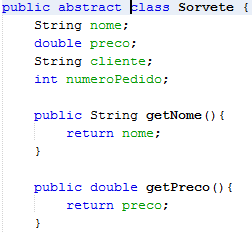 public abstract class Sorvete {
    String nome;
    double preco;
    String cliente;
    int numeroPedido;

    public String getNome(){
        return nome;
    }

    public double getPreco(){
        return preco;
    }